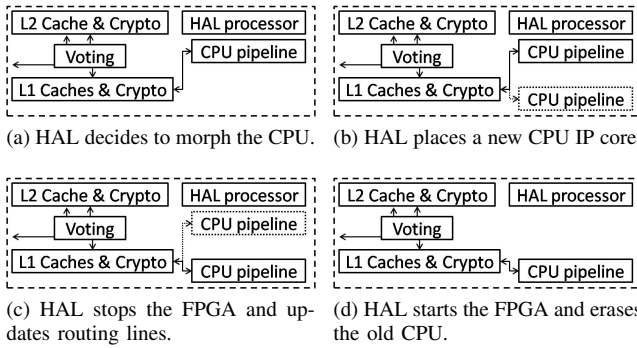 L2 Cache & Crypto
HAL processor
CPU pipeline
Voting
L1 Caches & Crypto
(a) HAL decides to morph the CPU.
L2 Cache & Crypto
HAL processor
CPU pipeline
Voting
L1 Caches & Crypto
CPU pipeline
(b) HAL places a new CPU IP core
L2 Cache & Crypto
HAL processor
CPU pipeline
Voting
L1 Caches & Crypto
CPU pipeline
(c) HAL stops the FPGA and up-
dates routing lines.
L2 Cache & Crypto
HAL processor
Voting
L1 Caches & Crypto
CPU pipeline
(d) HAL starts the FPGA and erases
the old CPU.